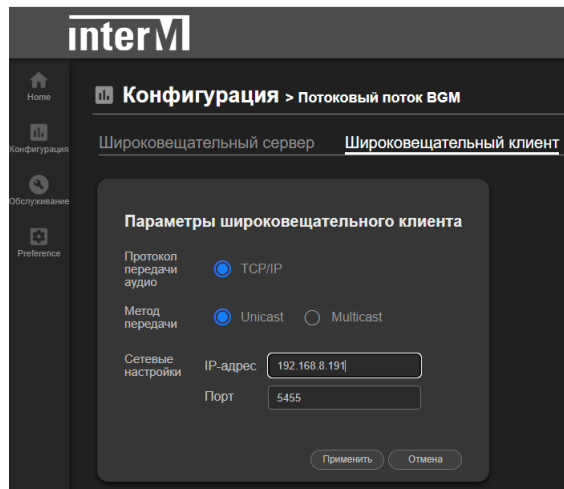 interM
Home
Конфигурация > Потоковый поток BGM
Конфигурация
Широковещательный сервер Широковещательный клиент
Обслуживание
Preference
Параметры широковещательного клиента
Протокол
передачи
аудио
TCP/IP
Метод
передачи
Unicast Multicast
Сетевые
настройки
IP-адрес 192.168.8.191
Порт 5455
Применить Отмена